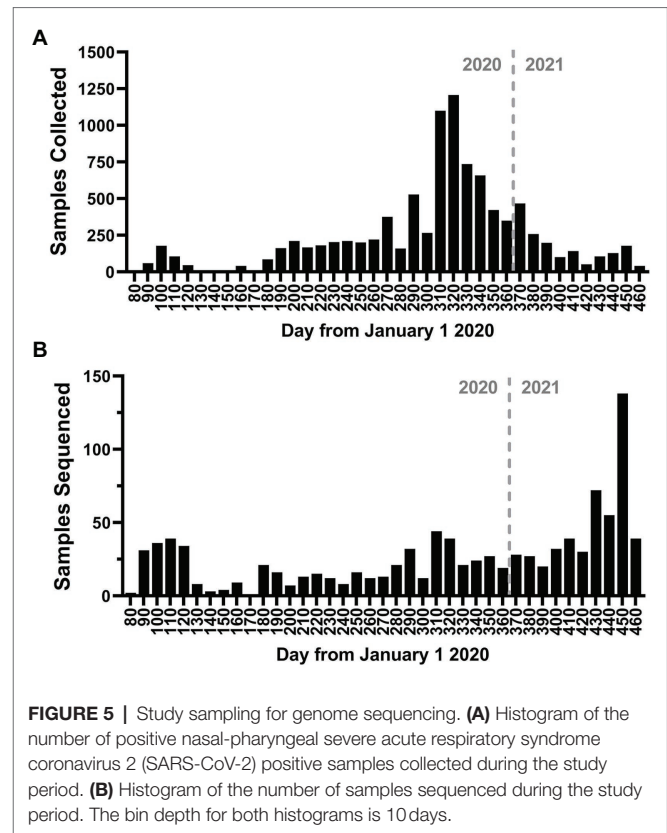 A
Samples Collected
1500
1250
1000
750
500
250
0
2020 2021
80 90 100 110 120 130 140 150 160 170 180 190 200 210 220 230 240 250 260 270 280 290 300 310 320 330 340 350 360 377 380 390 400 410 420 430 440 450 460
Day from January 1 2020
B
Samples Sequenced
150
100
50
0
2020 2021
80 90 100 110 120 130 140 150 160 170 180 190 200 210 220 230 240 250 260 270 280 290 300 310 320 330 340 350 360 370 380 390 400 410 420 430 440 450 460
Day from January 1 2020
FIGURE 5 | Study sampling for genome sequencing. (A) Histogram of the
number of positive nasal-pharyngeal severe acute respiratory syndrome
coronavirus 2 (SARS-CoV-2) positive samples collected during the study
period. (B) Histogram of the number of samples sequenced during the study
period. The bin depth for both histograms is 10 days.